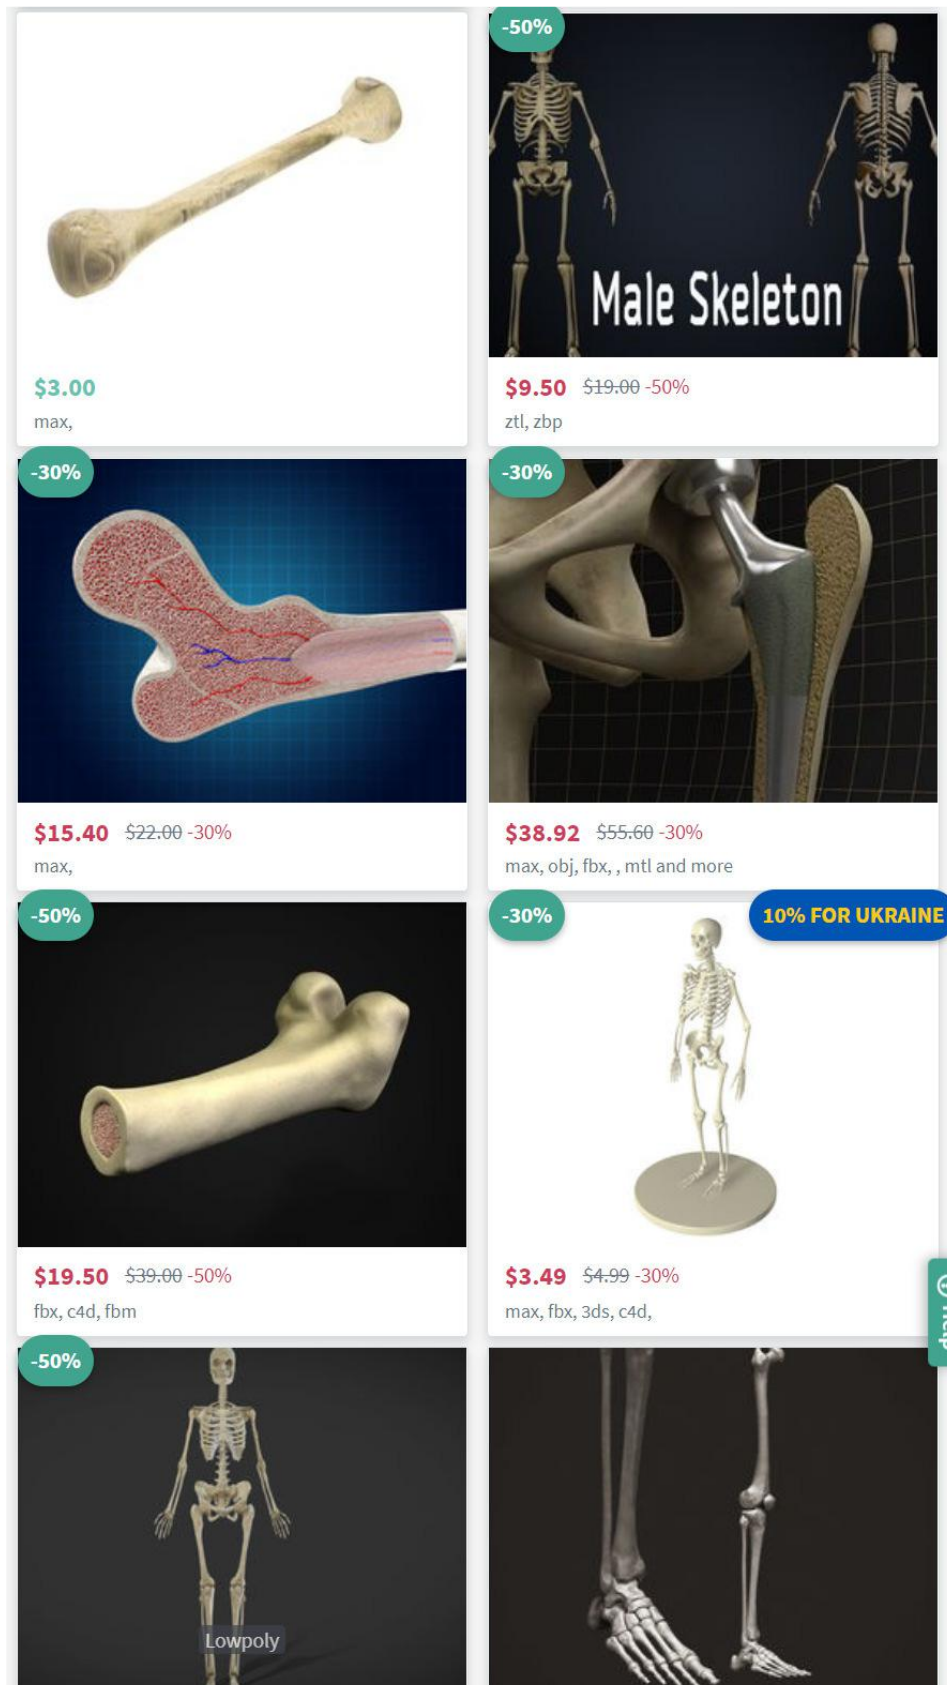 -50%
Male Skeleton
$3.00
max,
$9.50 $19.00 -50%
ztl, zbp
-30%
-30%
$15.40 $22.00 -30%
max,
$38.92 $55.60 -30%
max, obj, fbx, , mtl and more
-50%
-30%
10% FOR UKRAINE
$19.50 $39.00 -50%
fbx, c4d, fbm
$3.49 $4.99 -30%
max, fbx, 3ds, c4d,
Help
-50%
Lowpoly